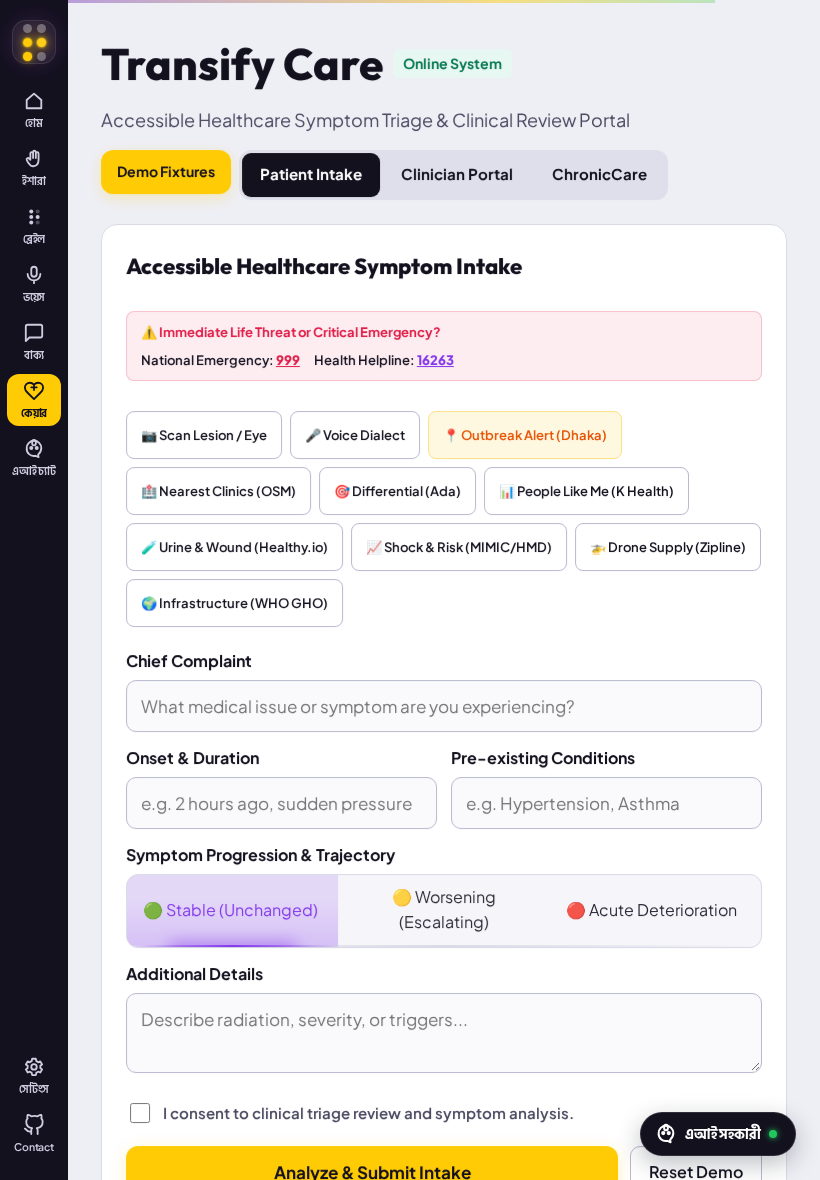 হোম
ইশারা
ব্রেইল
ভয়েস
বাক্য
কেয়ার
এআই চ্যাট
সেটিংস
Contact
Transify Care
Online System
Accessible Healthcare Symptom Triage & Clinical Review Portal
Demo Fixtures
Patient Intake
Clinician Portal
ChronicCare
Accessible Healthcare Symptom Intake
⚠️ Immediate Life Threat or Critical Emergency?
National Emergency: 999 Health Helpline: 16263
📷 Scan Lesion / Eye
🎤 Voice Dialect
📍 Outbreak Alert (Dhaka)
🏥 Nearest Clinics (OSM)
🎯 Differential (Ada)
📊 People Like Me (K Health)
🧪 Urine & Wound (Healthy.io)
📈 Shock & Risk (MIMIC/HMD)
🚁 Drone Supply (Zipline)
🌍 Infrastructure (WHO GHO)
Chief Complaint
What medical issue or symptom are you experiencing?
Onset & Duration
e.g. 2 hours ago, sudden pressure
Pre-existing Conditions
e.g. Hypertension, Asthma
Symptom Progression & Trajectory
🟢 Stable (Unchanged)
🟡 Worsening
(Escalating)
🔴 Acute Deterioration
Additional Details
Describe radiation, severity, or triggers...
I consent to clinical triage review and symptom analysis.
এআই সহকারী
Analyze & Submit Intake
Reset Demo